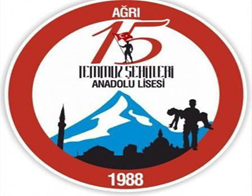 AĞRI
15
TEMMUZ ŞEHİTLERİ
ANADOLU LİSESİ
1988